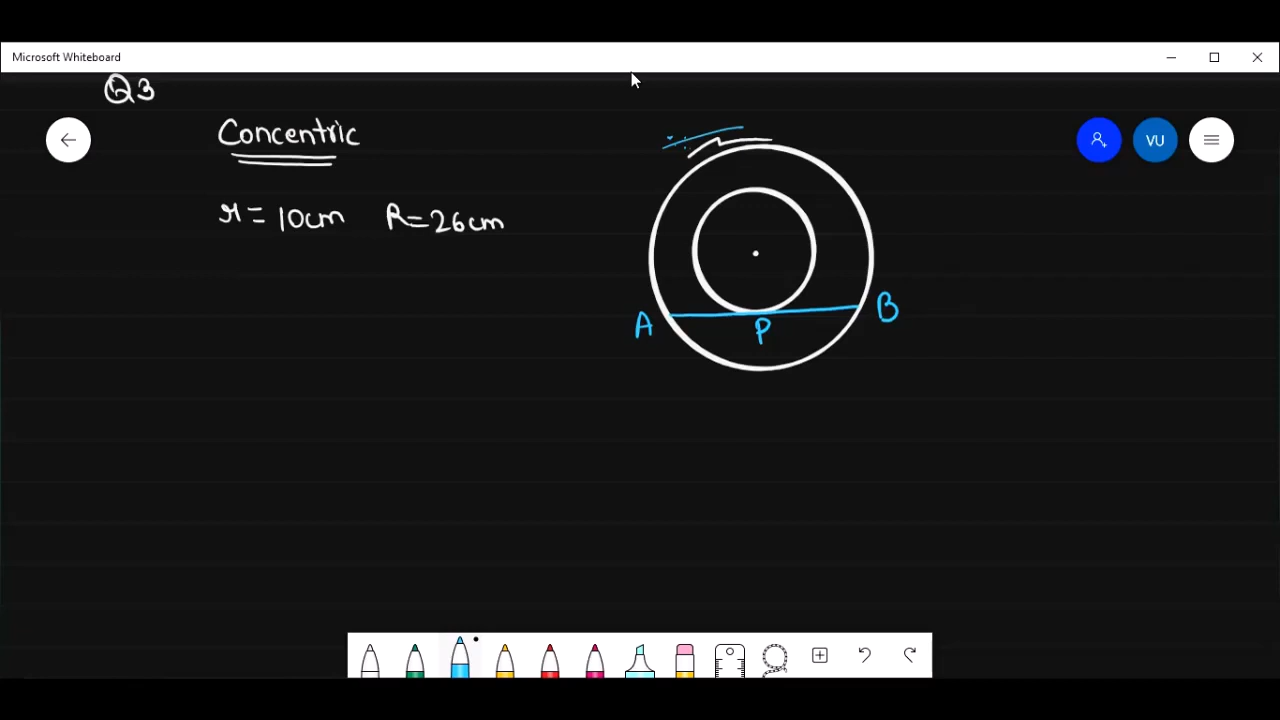 Microsoft Whiteboard
Q3
Concentric
VU
r = 10cm R = 26cm
A
B
P